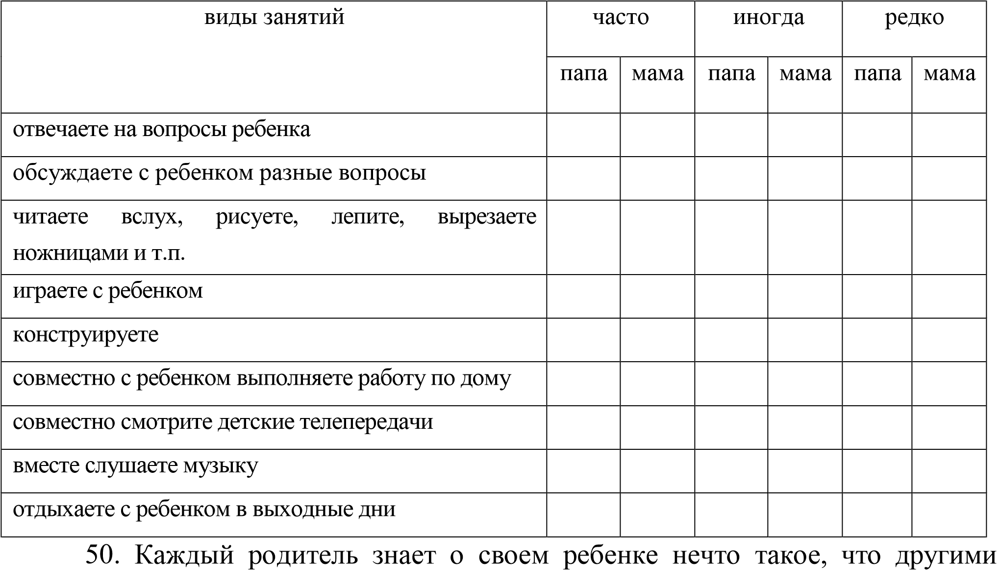 виды занятий часто иногда редко
папа мама папа мама папа мама
отвечаете на вопросы ребенка
обсуждаете с ребенком разные вопросы
читаете вслух, рисуете, лепите, вырезаете
ножницами и т.п.
играете с ребенком
конструируете
совместно с ребенком выполняете работу по дому
совместно смотрите детские телепередачи
вместе слушаете музыку
отдыхаете с ребенком в выходные дни
50. Каждый родитель знает о своем ребенке нечто такое, что другими